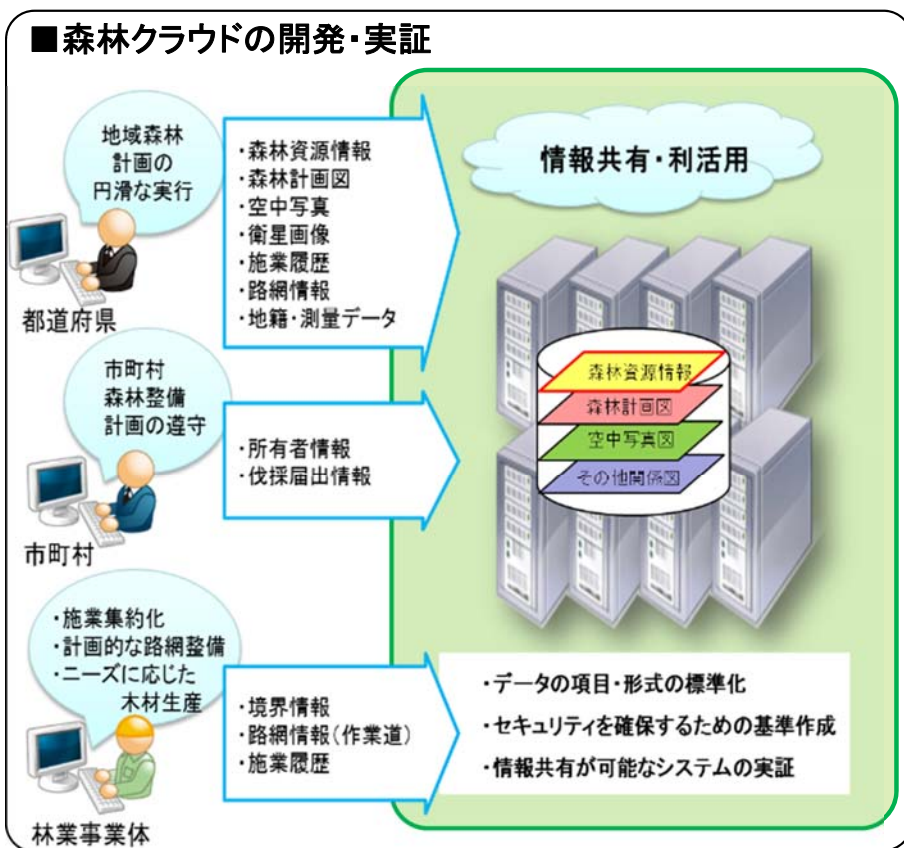 ■森林クラウドの開発・実証
地域森林
計画の
円滑な実行
都道府県
・森林資源情報
・森林計画図
・空中写真
・衛星画像
・施業履歴
・路網情報
・地籍・測量データ
市町村
森林整備
計画の遵守
市町村
・所有者情報
・伐採届出情報
・施業集約化
・計画的な路網整備
・ニーズに応じた
木材生産
林業事業体
・境界情報
・路網情報(作業道)
・施業履歴
情報共有・利活用
森林資源情報
森林計画図
空中写真図
その他関係図
・データの項目・形式の標準化
・セキュリティを確保するための基準作成
・情報共有が可能なシステムの実証